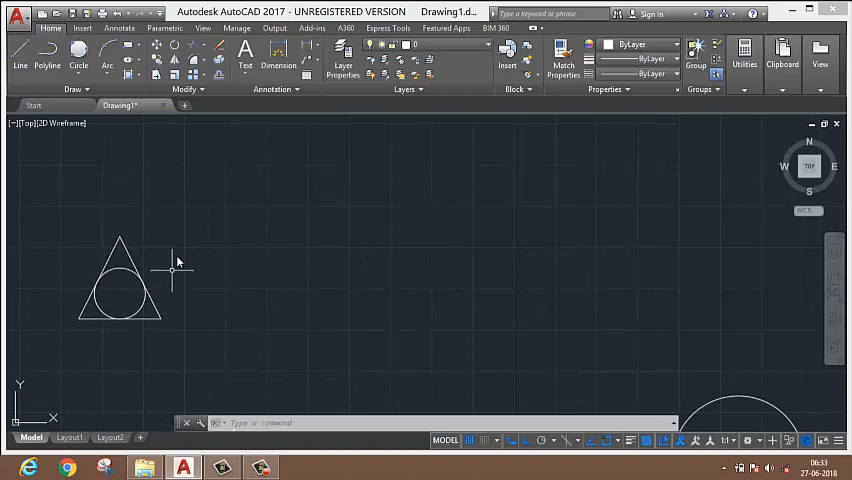 Autodesk AutoCAD 2017 - UNREGISTERED VERSION Drawing1.d...
Type a keyword or phrase
Sign In
Home Insert Annotate Parametric View Manage Output Add-ins A360 Express Tools Featured Apps BIM 360
Line Polyline Circle Arc Text Dimension Layer Properties 0 Insert Match Properties ByLayer Group Utilities Clipboard View
ByLayer
ByLayer
Draw Modify Annotation Layers Block Properties Groups
Start Drawing1*
[−][Top][2D Wireframe]
N
W TOP E
S
WCS
Y
X
Type a command
Model Layout1 Layout2
MODEL 1:1
A
06:33
27-06-2018